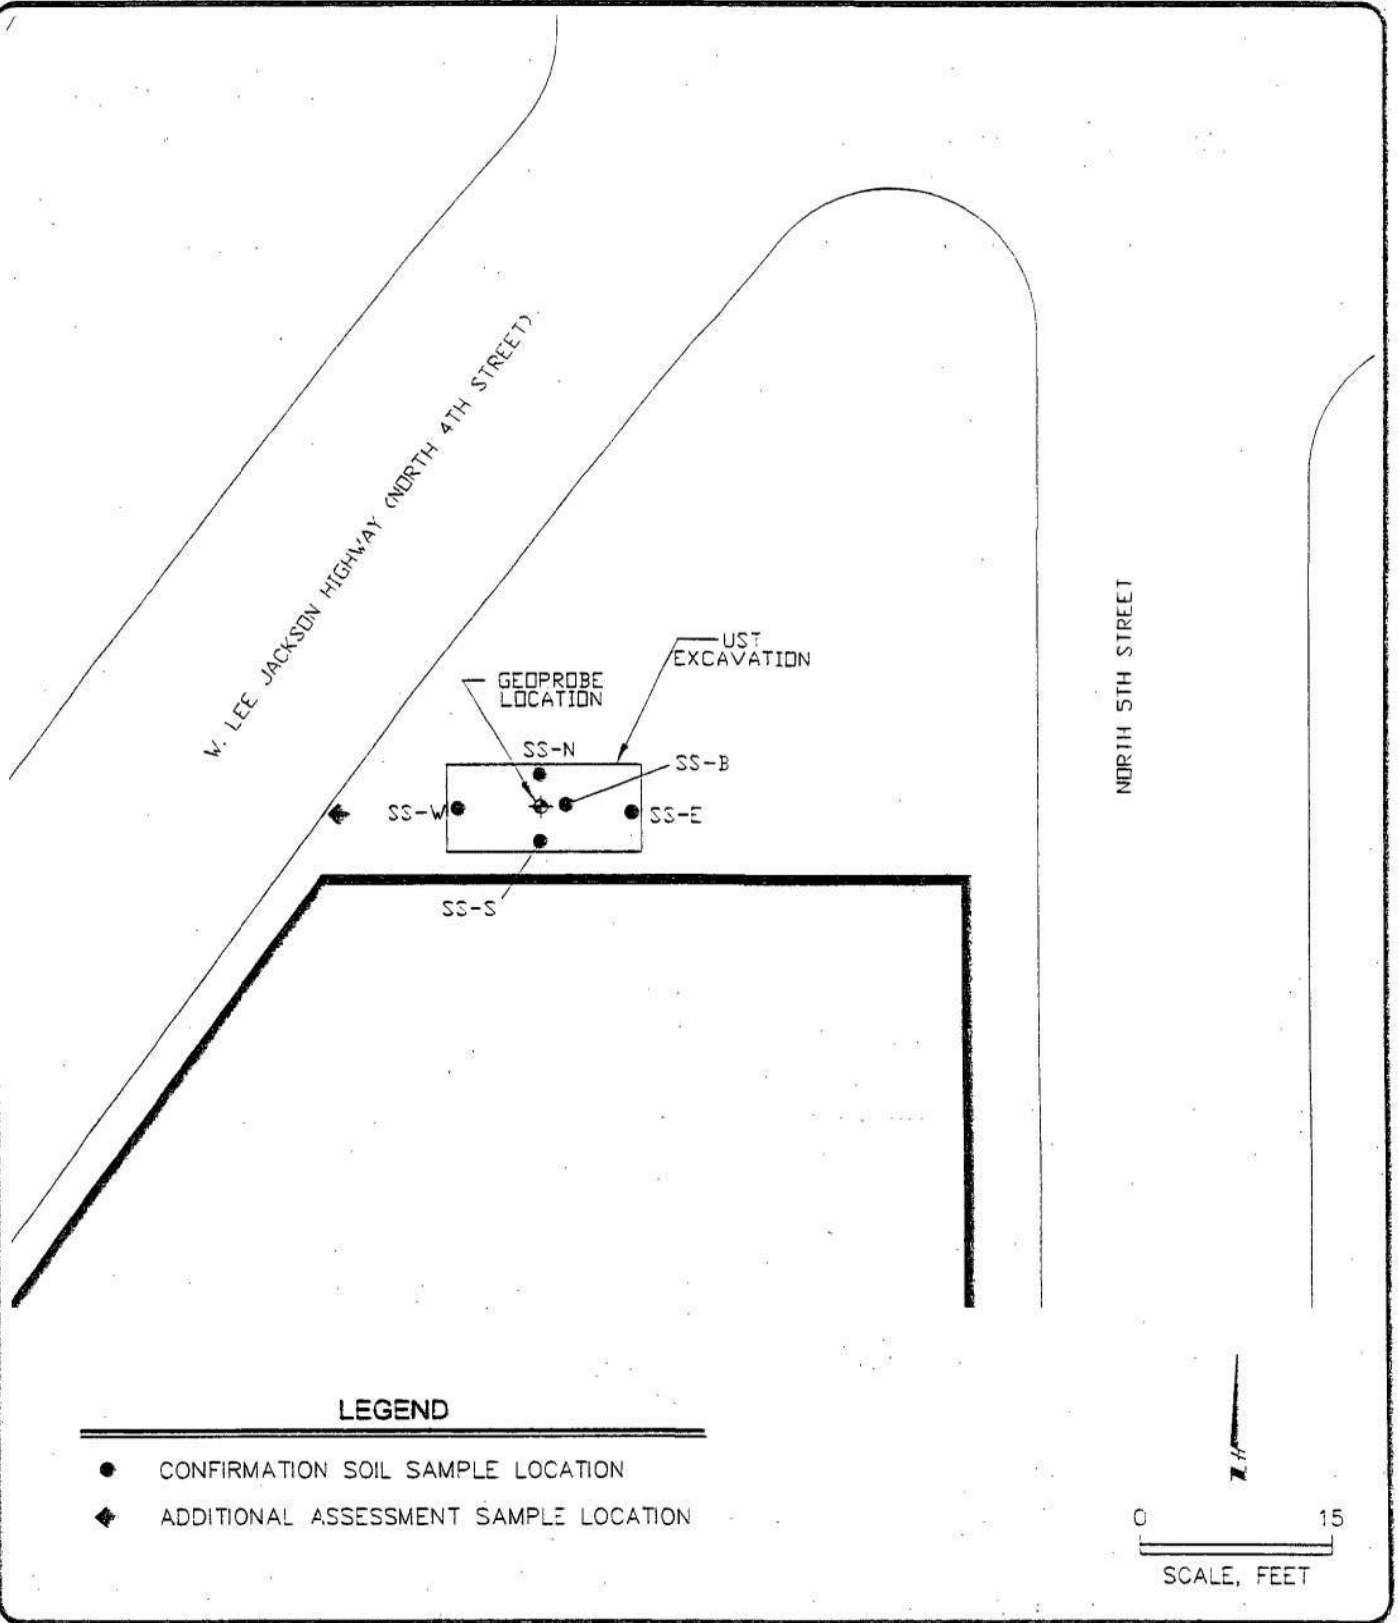 W. LEE JACKSON HIGHWAY (NORTH 4TH STREET)
NORTH 5TH STREET
UST
EXCAVATION
GEOPROBE
LOCATION
SS-N
SS-B
SS-W
SS-E
SS-S
LEGEND
CONFIRMATION SOIL SAMPLE LOCATION
ADDITIONAL ASSESSMENT SAMPLE LOCATION
N
0 15
SCALE, FEET